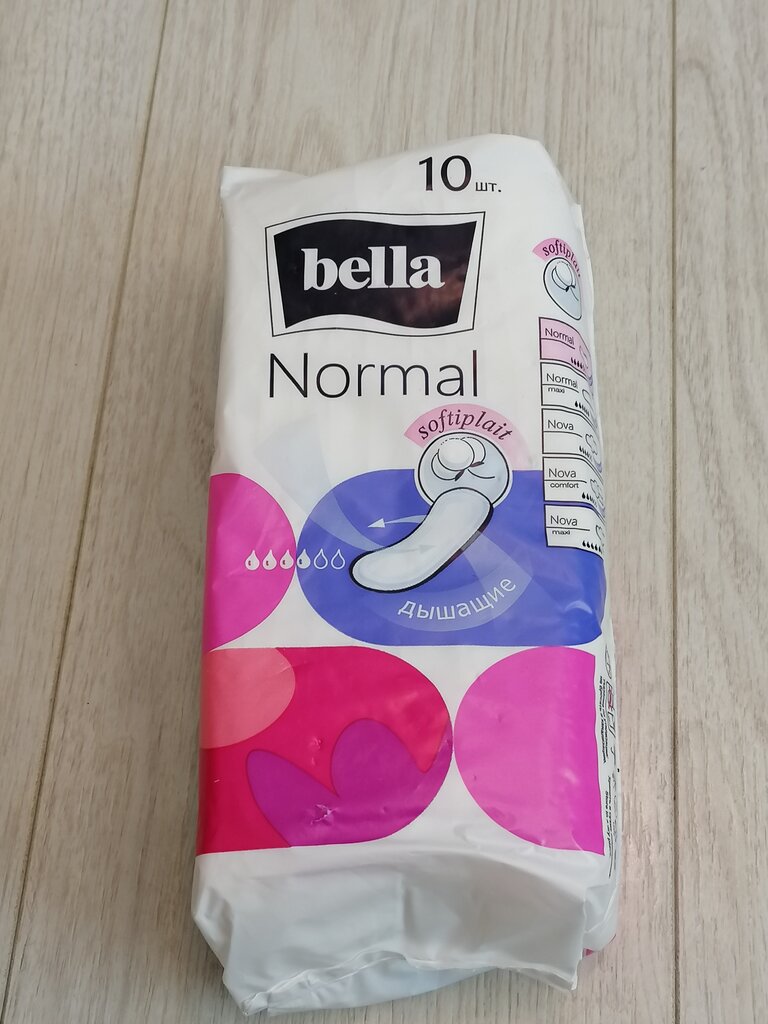 10 шт.
bella
Normal
softiplait
дышащие
softiplait
Normal
Normal
maxi
Nova
Nova
comfort
Nova
maxi